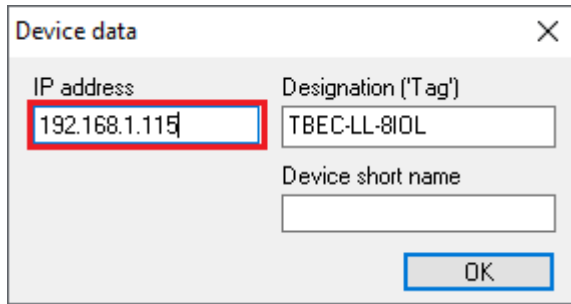 Device data
IP address
192.168.1.115
Designation ('Tag')
TBEC-LL-8IOL
Device short name
OK